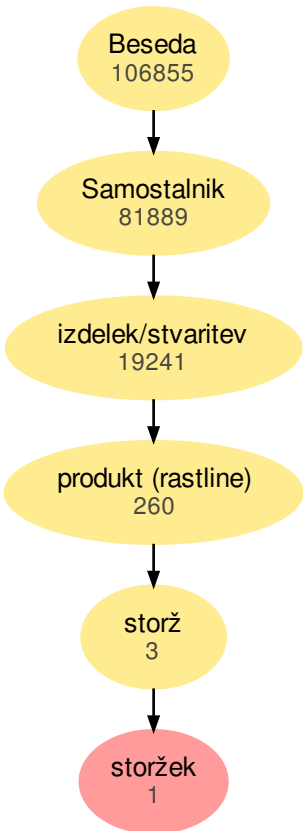 Beseda
106855
Samostalnik
81889
izdelek/stvaritev
19241
produkt (rastline)
260
storž
3
storžek
1